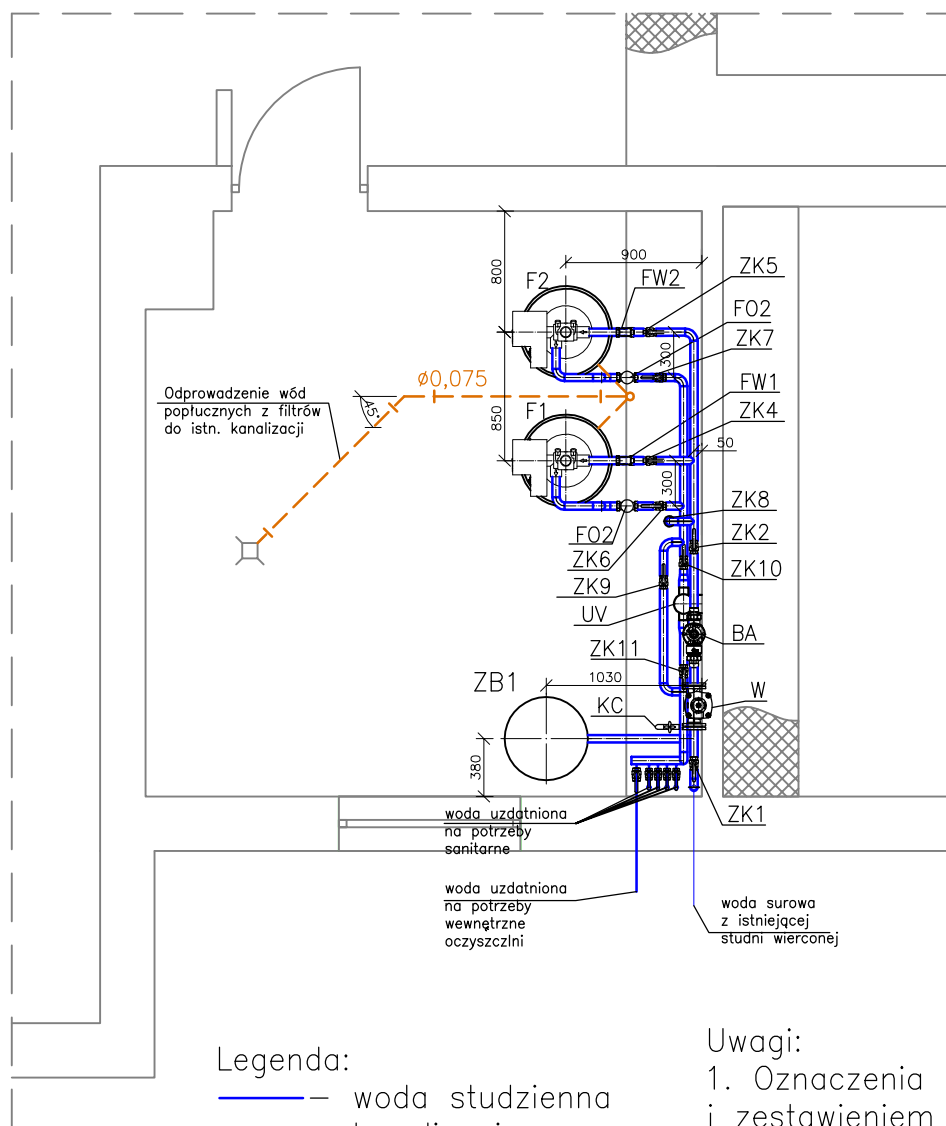 900
ZK5
F2
FW2
800
FO2
300
ZK7
Odprowadzenie wód
popłucznych z filtrów
do istn. kanalizacji
45°
ø0,075
FW1
850
F1
ZK4
50
300
ZK8
FO2
ZK2
ZK6
ZK10
ZK9
UV
BA
ZK11
ZB1
1030
W
KC
380
ZK1
woda uzdatniona
na potrzeby
sanitarne
woda uzdatniona
na potrzeby
wewnętrzne
oczyszczlni
woda surowa
z istniejącej
studni wierconej
Legenda:
woda studzienna
Uwagi:
1. Oznaczenia
i zestawieniem